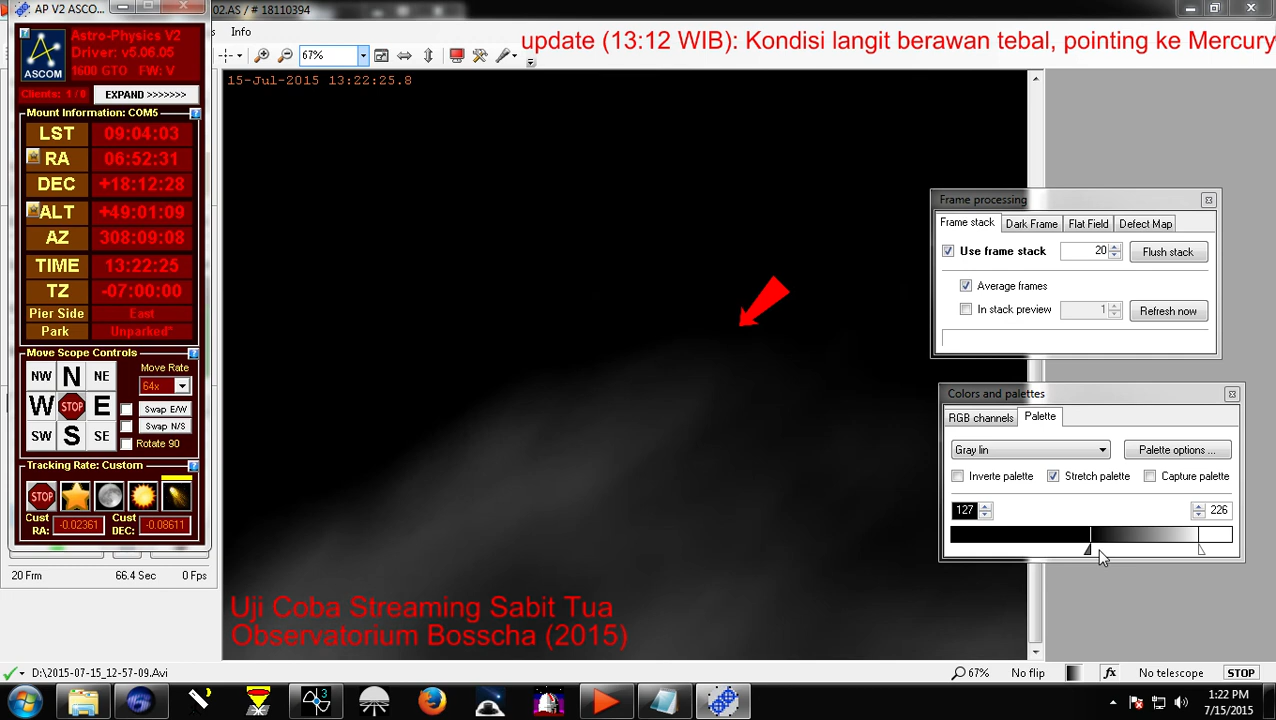 AP V2 ASCO...
02.AS / # 18110394
Info
Astro-Physics V2
Driver: v5.06.05
1600 GTO FW: V
ASCOM
Clients: 1 / 0
EXPAND >>>>>>>
67%
update (13:12 WIB): Kondisi langit berawan tebal, pointing ke Mercury
15-Jul-2015 13:22:25.8
Mount Information: COM5
LST 09:04:03
RA 06:52:31
DEC +18:12:28
ALT +49:01:09
AZ 308:09:08
TIME 13:22:25
TZ -07:00:00
Pier Side East
Park Unparked*
Move Scope Controls
NW N NE
W STOP E
SW S SE
Move Rate
64x
Swap E/W
Swap N/S
Rotate 90
Tracking Rate: Custom
STOP
Cust RA: -0.02361
Cust DEC: -0.08611
20 Frm 66.4 Sec 0 Fps
Frame processing
Frame stack Dark Frame Flat Field Defect Map
Use frame stack 20 Flush stack
Average frames
In stack preview 1 Refresh now
Colors and palettes
RGB channels Palette
Gray lin Palette options ...
Inverte palette Stretch palette Capture palette
127 226
Uji Coba Streaming Sabit Tua
Observatorium Bosscha (2015)
D:\2015-07-15_12-57-09.Avi
67% No flip fx No telescope STOP
1:22 PM
7/15/2015